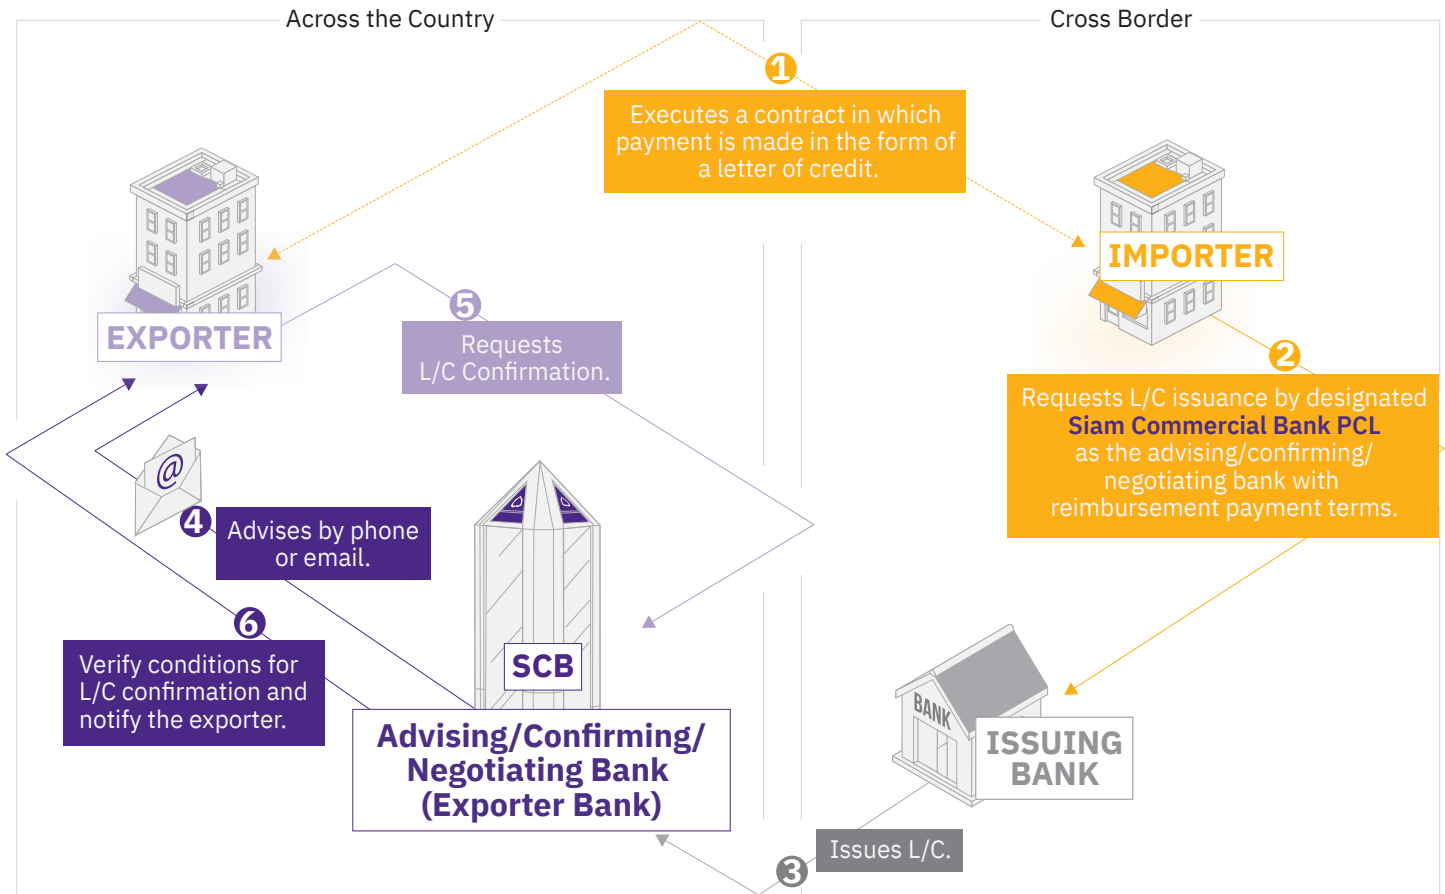 Across the Country
Cross Border
1
Executes a contract in which
payment is made in the form of
a letter of credit.
IMPORTER
EXPORTER
5
Requests
L/C Confirmation.
2
Requests L/C issuance by designated
Siam Commercial Bank PCL
as the advising/confirming/
negotiating bank with
reimbursement payment terms.
@
4
Advises by phone
or email.
6
Verify conditions for
L/C confirmation and
notify the exporter.
SCB
Advising/Confirming/
Negotiating Bank
(Exporter Bank)
BANK
ISSUING
BANK
3
Issues L/C.